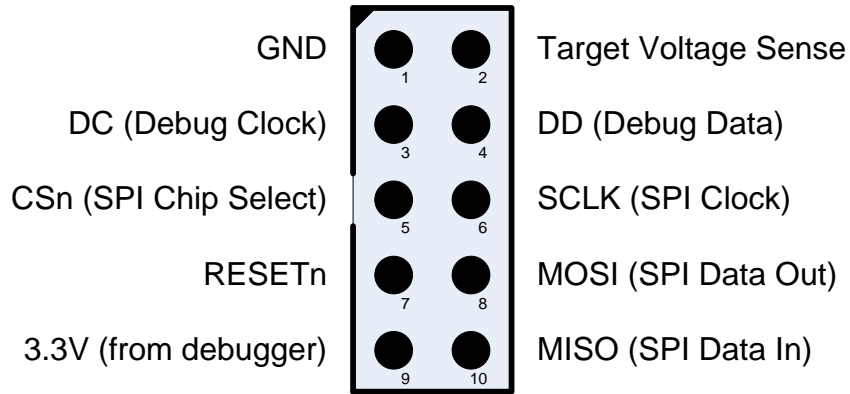 GND 1 2 Target Voltage Sense
DC (Debug Clock) 3 4 DD (Debug Data)
CSn (SPI Chip Select) 5 6 SCLK (SPI Clock)
RESETn 7 8 MOSI (SPI Data Out)
3.3V (from debugger) 9 10 MISO (SPI Data In)